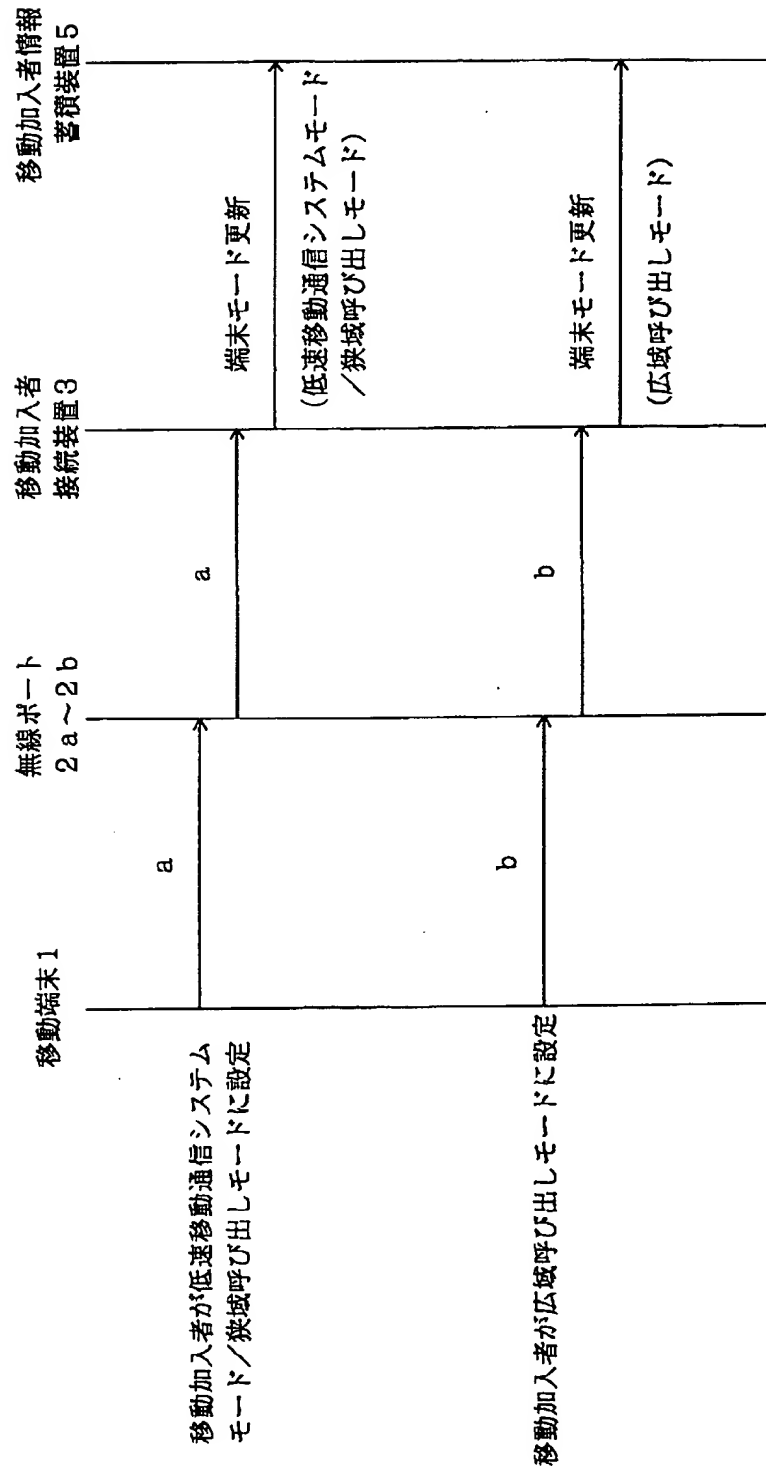 移動端末1
無線ポート
2a～2b
移動加入者
接続装置3
移動加入者情報
蓄積装置5
移動加入者が低速移動通信システム
モード／狭域呼び出しモードに設定
a
a
端末モード更新
(低速移動通信システムモード
／狭域呼び出しモード)
移動加入者が広域呼び出しモードに設定
b
b
端末モード更新
(広域呼び出しモード)